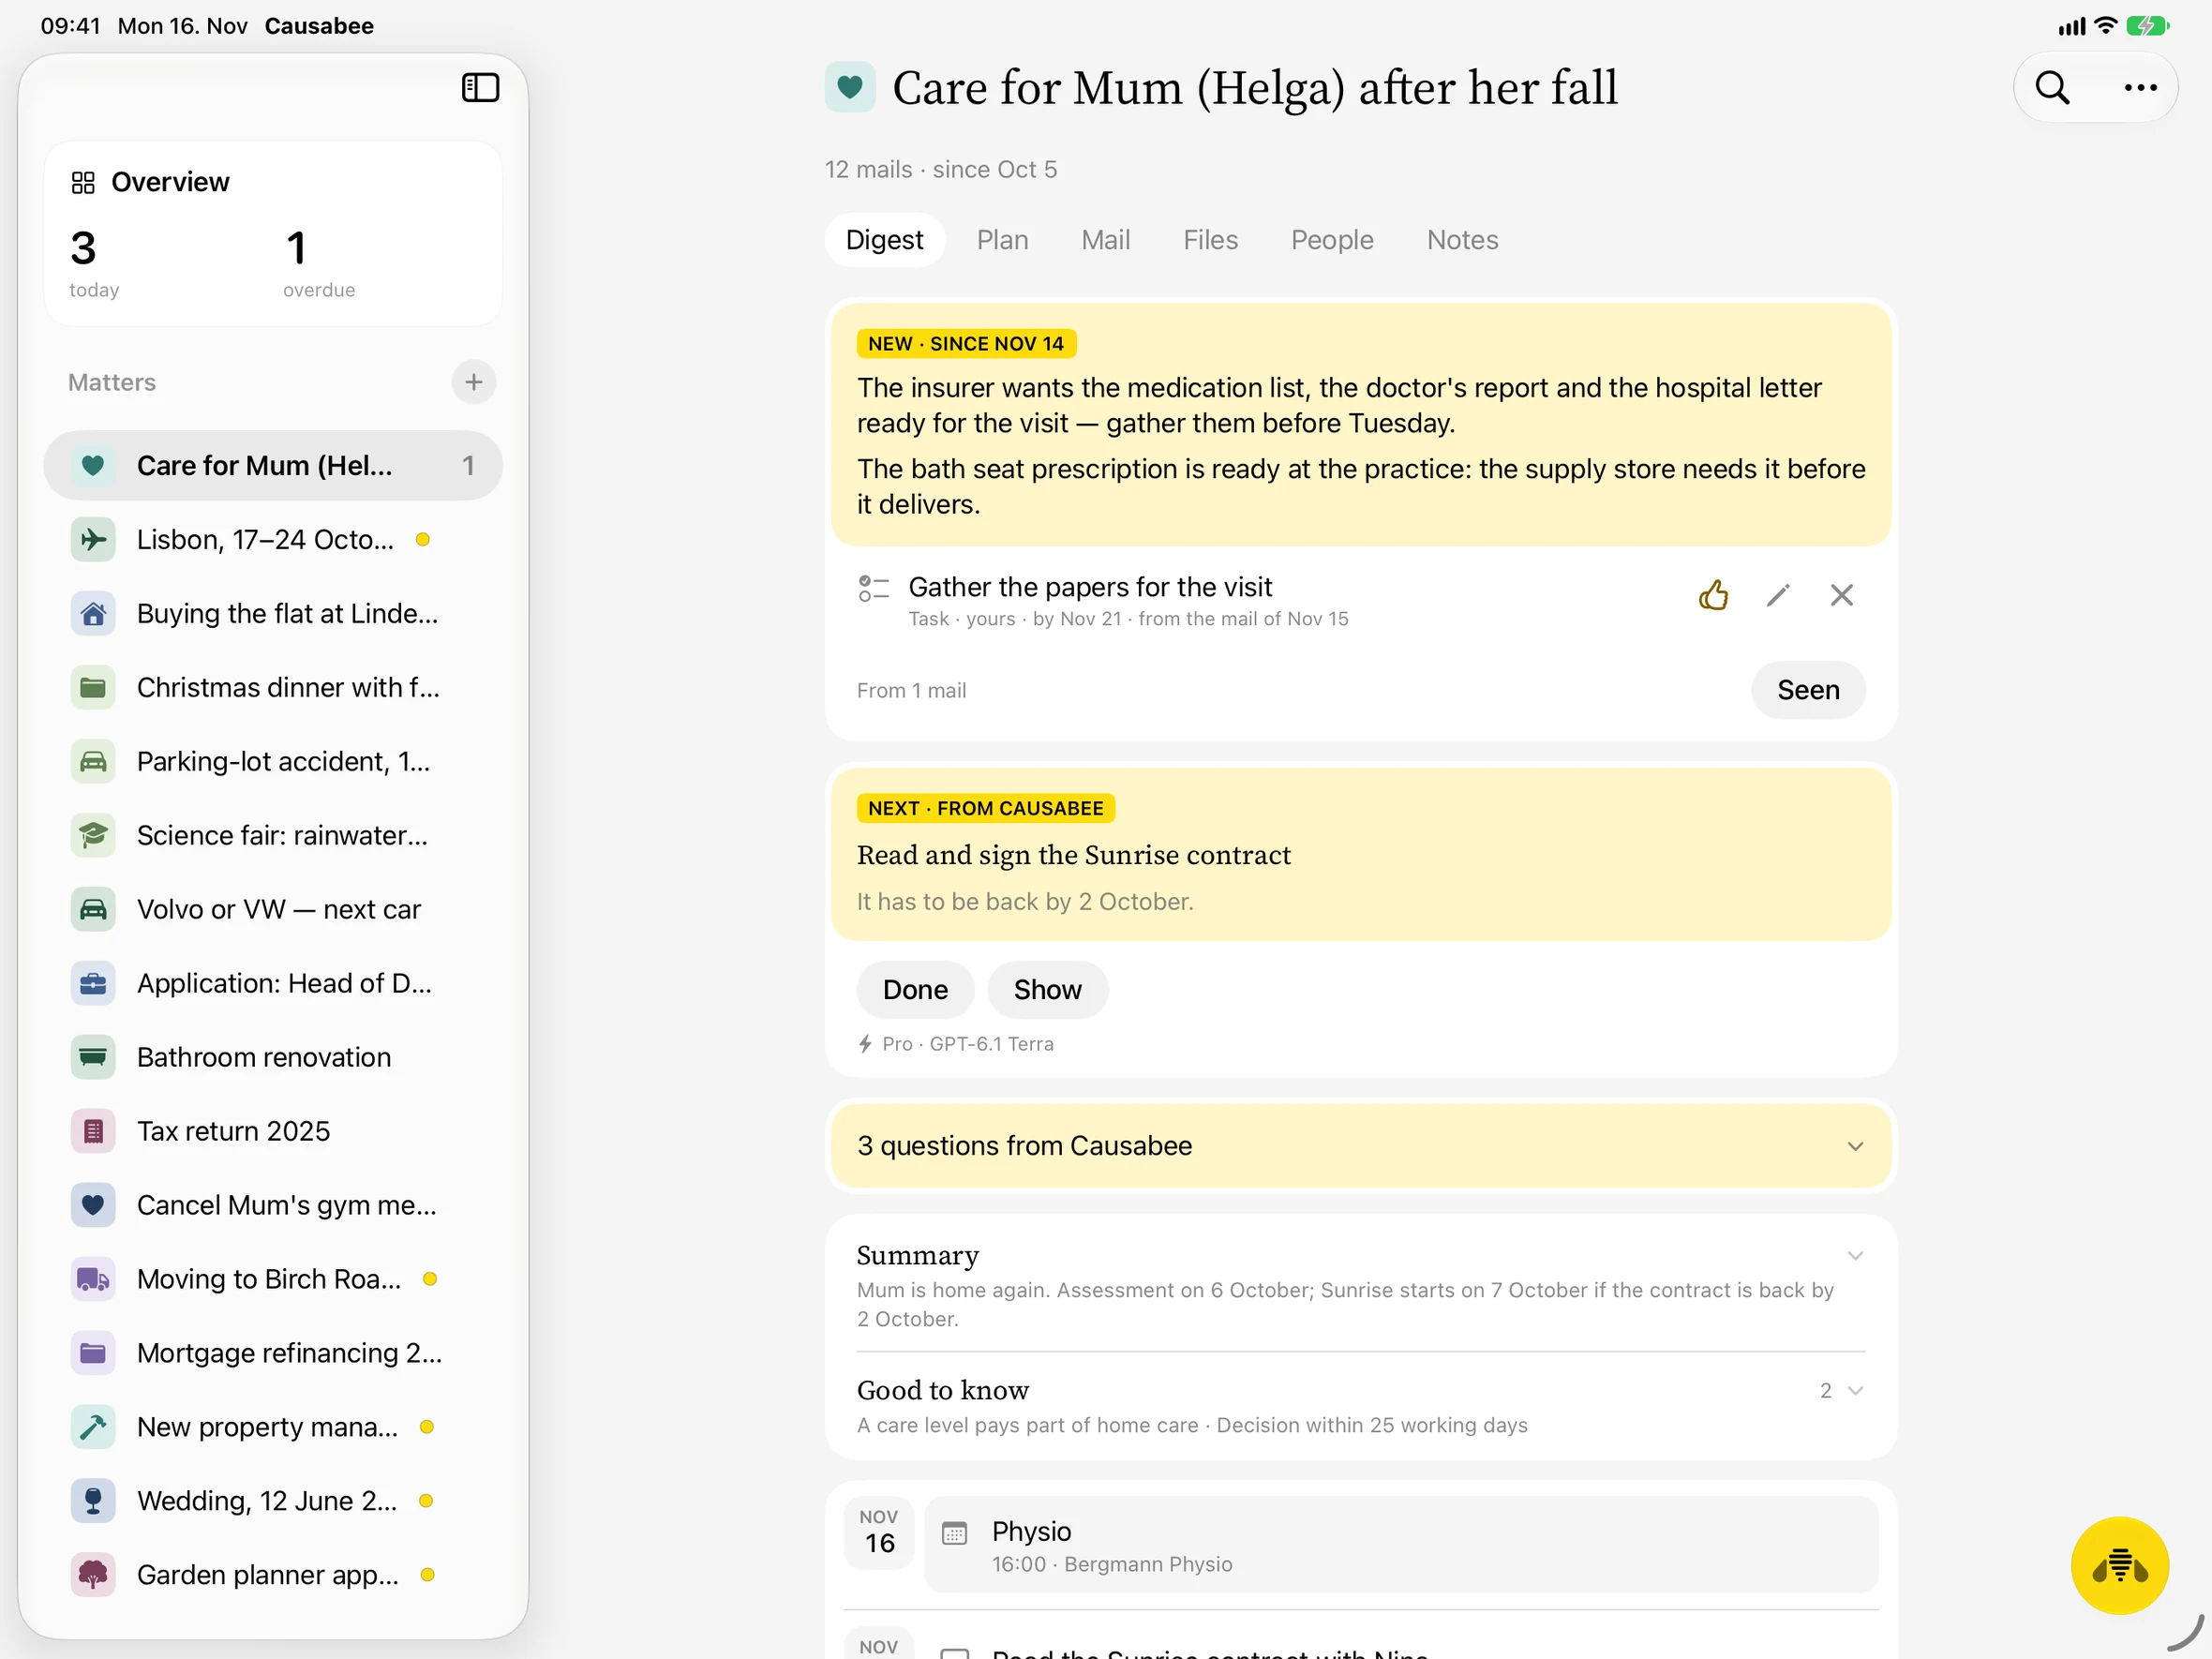 09:41 Mon 16. Nov Causabee
Overview
3
today
1
overdue
Matters
Care for Mum (Hel... 1
Lisbon, 17–24 Octo...
Buying the flat at Linde...
Christmas dinner with f...
Parking-lot accident, 1...
Science fair: rainwater...
Volvo or VW — next car
Application: Head of D...
Bathroom renovation
Tax return 2025
Cancel Mum's gym me...
Moving to Birch Roa...
Mortgage refinancing 2...
New property mana...
Wedding, 12 June 2...
Garden planner app...
Care for Mum (Helga) after her fall
12 mails · since Oct 5
Digest Plan Mail Files People Notes
NEW · SINCE NOV 14
The insurer wants the medication list, the doctor's report and the hospital letter
ready for the visit — gather them before Tuesday.
The bath seat prescription is ready at the practice: the supply store needs it before
it delivers.
Gather the papers for the visit
Task · yours · by Nov 21 · from the mail of Nov 15
From 1 mail
Seen
NEXT · FROM CAUSABEE
Read and sign the Sunrise contract
It has to be back by 2 October.
Done Show
Pro · GPT-6.1 Terra
3 questions from Causabee
Summary
Mum is home again. Assessment on 6 October; Sunrise starts on 7 October if the contract is back by
2 October.
Good to know 2
A care level pays part of home care · Decision within 25 working days
NOV
16
Physio
16:00 · Bergmann Physio
NOV
Read the Sunrise contract with Nina